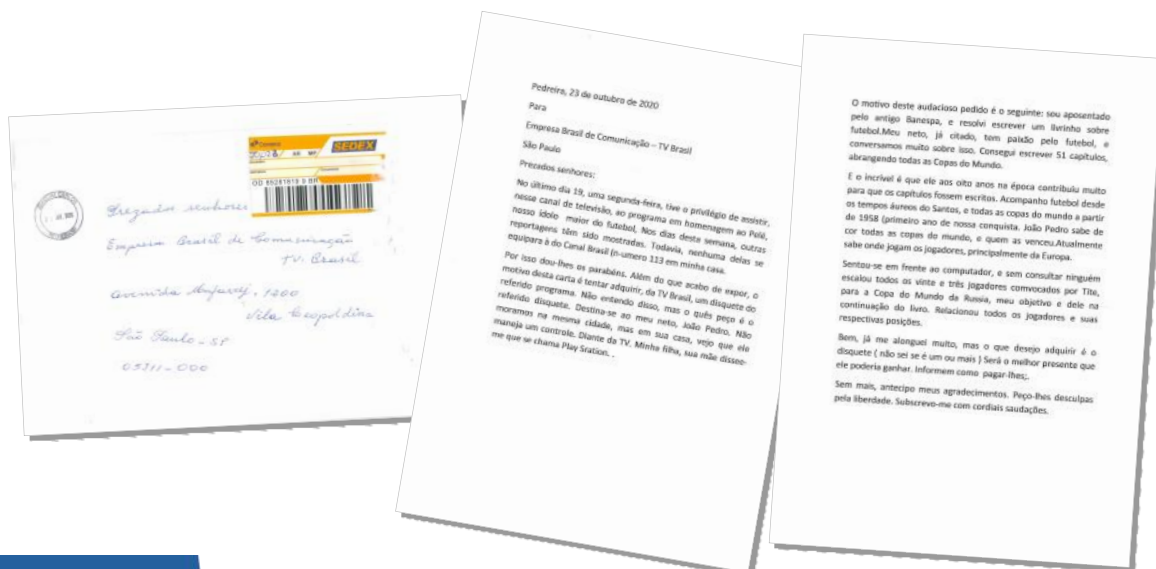 SEDEX
Prezados senhores
Empresa Brasil de Comunicação
TV. Brasil
Avenida Mofarrej, 1200
Vila Leopoldina
São Paulo - SP
05311-000
Pedreira, 23 de outubro de 2020
Para
Empresa Brasil de Comunicação – TV Brasil
São Paulo
Prezados senhores:
No último dia 19, uma segunda-feira, tive o privilégio de assistir,
nesse canal de televisão, ao programa em homenagem ao Pelé,
nosso ídolo maior do futebol. Nos dias desta semana, outras
reportagens têm sido mostradas. Todavia, nenhuma delas se
equipara à do Canal Brasil (n-umero 113 em minha casa.
Por isso dou-lhes os parabéns. Além do que acabo de expor, o
motivo desta carta é tentar adquirir, da TV Brasil, um disquete do
referido programa. Não entendo disso, mas o quês peço é o
referido disquete. Destina-se ao meu neto, João Pedro. Não
moramos na mesma cidade, mas em sua casa, vejo que ele
maneja um controle. Diante da TV. Minha filha, sua mãe dissee-
me que se chama Play Sration. .
O motivo deste audacioso pedido é o seguinte: sou aposentado
pelo antigo Banespa, e resolvi escrever um livrinho sobre
futebol.Meu neto, já citado, tem paixão pelo futebol, e
conversamos muito sobre isso. Consegui escrever 51 capítulos,
abrangendo todas as Copas do Mundo.
E o incrível é que ele aos oito anos na época contribuiu muito
para que os capítulos fossem escritos. Acompanho futebol desde
os tempos áureos do Santos, e todas as copas do mundo a partir
de 1958 (primeiro ano de nossa conquista. João Pedro sabe de
cor todas as copas do mundo, e quem as venceu.Atualmente
sabe onde jogam os jogadores, principalmente da Europa.
Sentou-se em frente ao computador, e sem consultar ninguém
escalou todos os vinte e três jogadores comvocados por Tite,
para a Copa do Mundo da Russia, meu objetivo e dele na
continuação do livro. Relacionou todos os jogadores e suas
respectivas posições.
Bem, já me alonguei muito, mas o que desejo adquirir é o
disquete ( não sei se é um ou mais ) Será o melhor presente que
ele poderia ganhar. Informem como pagar-lhes;.
Sem mais, antecipo meus agradecimentos. Peço-lhes desculpas
pela liberdade. Subscrevo-me com cordiais saudações.